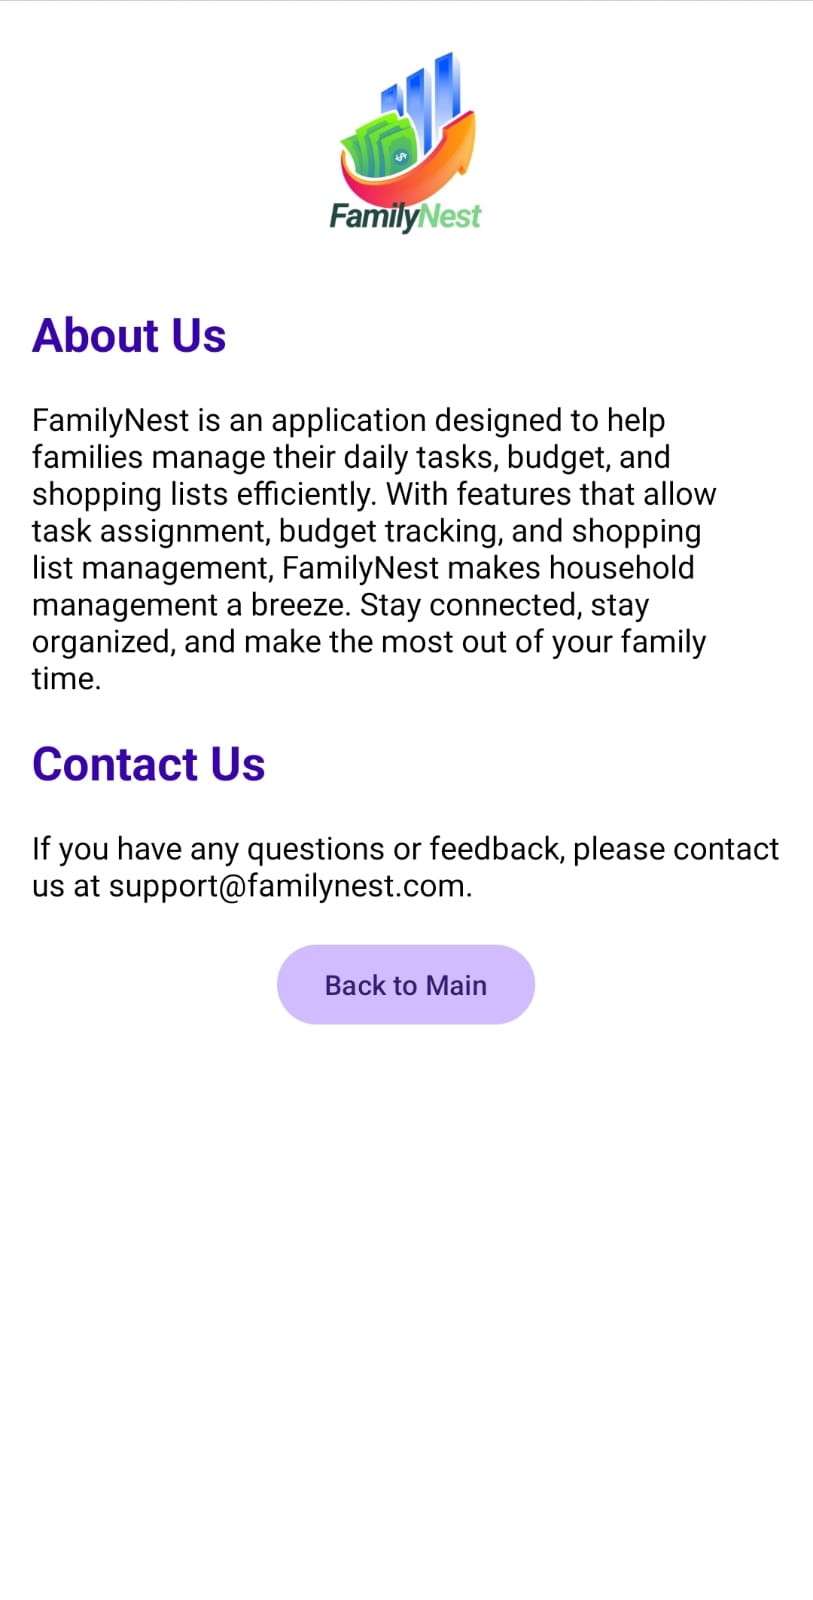 FamilyNest
About Us
FamilyNest is an application designed to help
families manage their daily tasks, budget, and
shopping lists efficiently. With features that allow
task assignment, budget tracking, and shopping
list management, FamilyNest makes household
management a breeze. Stay connected, stay
organized, and make the most out of your family
time.
Contact Us
If you have any questions or feedback, please contact
us at support@familynest.com.
Back to Main